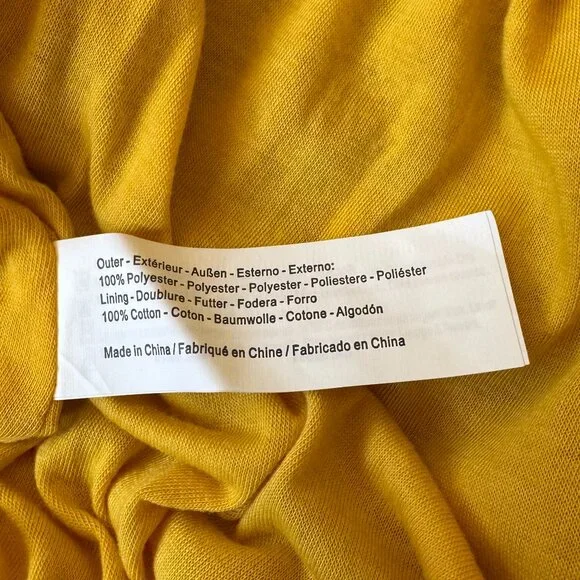 Outer - Extérieur - Außen - Esterno - Externo:
100% Polyester - Polyester - Polyester - Poliestere - Poliéster
Lining - Doublure - Futter - Fodera - Forro
100% Cotton - Coton - Baumwolle - Cotone - Algodón
Made in China / Fabriqué en Chine / Fabricado en China